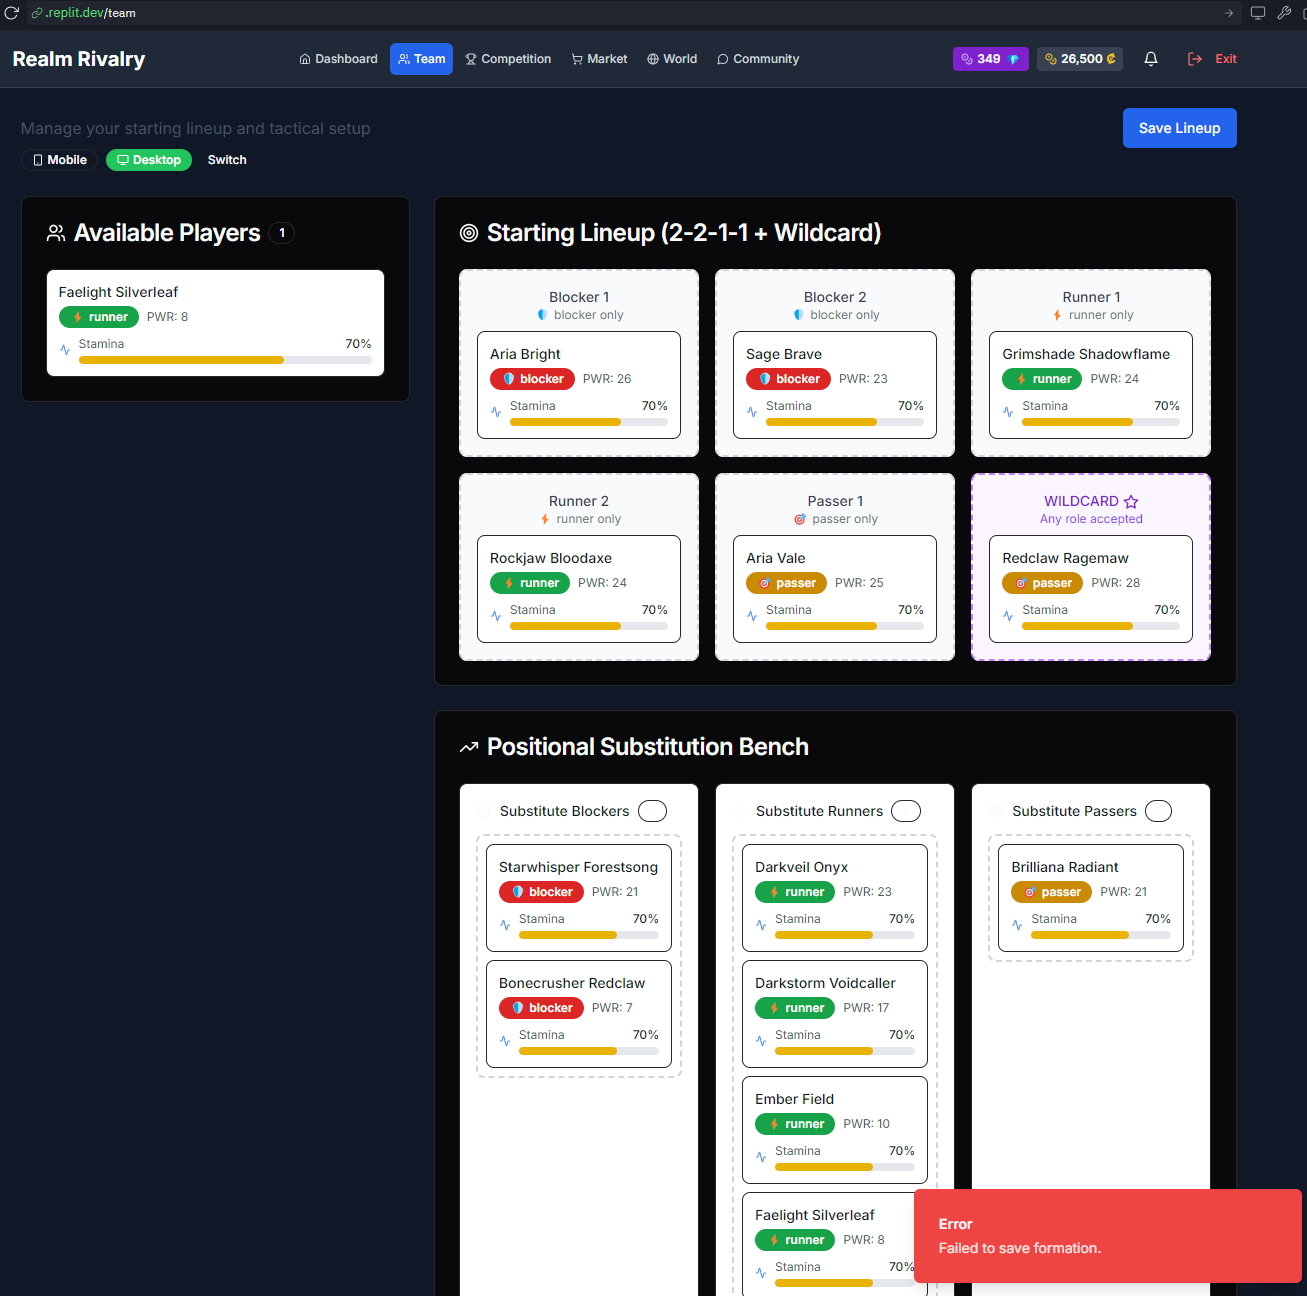 .replit.dev/team
Realm Rivalry
Dashboard
Team
Competition
Market
World
Community
349
26,500 ₡
Exit
Manage your starting lineup and tactical setup
Save Lineup
Mobile
Desktop
Switch
Available Players 1
Faelight Silverleaf
runner PWR: 8
Stamina 70%
Starting Lineup (2-2-1-1 + Wildcard)
Blocker 1
blocker only
Aria Bright
blocker PWR: 26
Stamina 70%
Blocker 2
blocker only
Sage Brave
blocker PWR: 23
Stamina 70%
Runner 1
runner only
Grimshade Shadowflame
runner PWR: 24
Stamina 70%
Runner 2
runner only
Rockjaw Bloodaxe
runner PWR: 24
Stamina 70%
Passer 1
passer only
Aria Vale
passer PWR: 25
Stamina 70%
WILDCARD
Any role accepted
Redclaw Ragemaw
passer PWR: 28
Stamina 70%
Positional Substitution Bench
Substitute Blockers
Starwhisper Forestsong
blocker PWR: 21
Stamina 70%
Bonecrusher Redclaw
blocker PWR: 7
Stamina 70%
Substitute Runners
Darkveil Onyx
runner PWR: 23
Stamina 70%
Darkstorm Voidcaller
runner PWR: 17
Stamina 70%
Ember Field
runner PWR: 10
Stamina 70%
Faelight Silverleaf
runner PWR: 8
Stamina 70%
Substitute Passers
Brilliana Radiant
passer PWR: 21
Stamina 70%
Error
Failed to save formation.